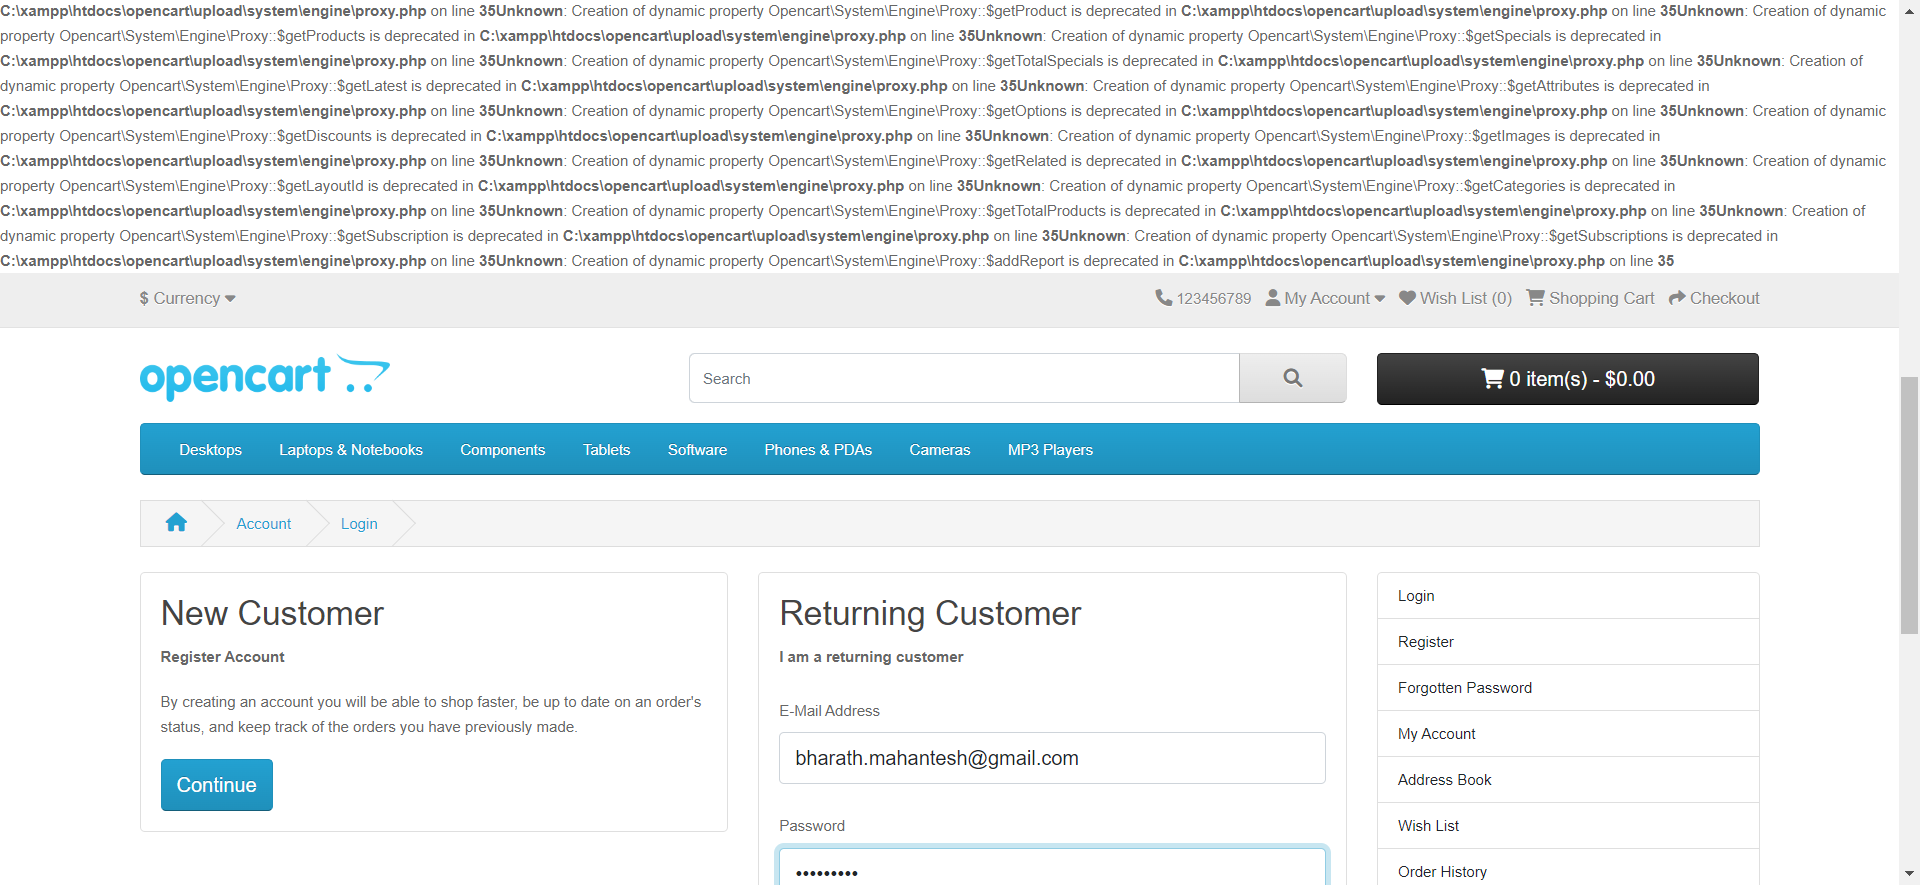 C:\xampp\htdocs\opencart\upload\system\engine\proxy.php on line 35Unknown: Creation of dynamic property Opencart\System\Engine\Proxy::$getProduct is deprecated in C:\xampp\htdocs\opencart\upload\system\engine\proxy.php on line 35Unknown: Creation of dynamic
property Opencart\System\Engine\Proxy::$getProducts is deprecated in C:\xampp\htdocs\opencart\upload\system\engine\proxy.php on line 35Unknown: Creation of dynamic property Opencart\System\Engine\Proxy::$getSpecials is deprecated in
C:\xampp\htdocs\opencart\upload\system\engine\proxy.php on line 35Unknown: Creation of dynamic property Opencart\System\Engine\Proxy::$getTotalSpecials is deprecated in C:\xampp\htdocs\opencart\upload\system\engine\proxy.php on line 35Unknown: Creation of
dynamic property Opencart\System\Engine\Proxy::$getLatest is deprecated in C:\xampp\htdocs\opencart\upload\system\engine\proxy.php on line 35Unknown: Creation of dynamic property Opencart\System\Engine\Proxy::$getAttributes is deprecated in
C:\xampp\htdocs\opencart\upload\system\engine\proxy.php on line 35Unknown: Creation of dynamic property Opencart\System\Engine\Proxy::$getOptions is deprecated in C:\xampp\htdocs\opencart\upload\system\engine\proxy.php on line 35Unknown: Creation of dynamic
property Opencart\System\Engine\Proxy::$getDiscounts is deprecated in C:\xampp\htdocs\opencart\upload\system\engine\proxy.php on line 35Unknown: Creation of dynamic property Opencart\System\Engine\Proxy::$getImages is deprecated in
C:\xampp\htdocs\opencart\upload\system\engine\proxy.php on line 35Unknown: Creation of dynamic property Opencart\System\Engine\Proxy::$getRelated is deprecated in C:\xampp\htdocs\opencart\upload\system\engine\proxy.php on line 35Unknown: Creation of dynamic
property Opencart\System\Engine\Proxy::$getLayoutId is deprecated in C:\xampp\htdocs\opencart\upload\system\engine\proxy.php on line 35Unknown: Creation of dynamic property Opencart\System\Engine\Proxy::$getCategories is deprecated in
C:\xampp\htdocs\opencart\upload\system\engine\proxy.php on line 35Unknown: Creation of dynamic property Opencart\System\Engine\Proxy::$getTotalProducts is deprecated in C:\xampp\htdocs\opencart\upload\system\engine\proxy.php on line 35Unknown: Creation of
dynamic property Opencart\System\Engine\Proxy::$getSubscription is deprecated in C:\xampp\htdocs\opencart\upload\system\engine\proxy.php on line 35Unknown: Creation of dynamic property Opencart\System\Engine\Proxy::$getSubscriptions is deprecated in
C:\xampp\htdocs\opencart\upload\system\engine\proxy.php on line 35Unknown: Creation of dynamic property Opencart\System\Engine\Proxy::$addReport is deprecated in C:\xampp\htdocs\opencart\upload\system\engine\proxy.php on line 35
$ Currency 123456789 My Account Wish List (0) Shopping Cart Checkout
opencart
Search
0 item(s) - $0.00
Desktops Laptops & Notebooks Components Tablets Software Phones & PDAs Cameras MP3 Players
Account Login
New Customer
Register Account
By creating an account you will be able to shop faster, be up to date on an order's
status, and keep track of the orders you have previously made.
Continue
Returning Customer
I am a returning customer
E-Mail Address
bharath.mahantesh@gmail.com
Password
•••••••••
Login
Register
Forgotten Password
My Account
Address Book
Wish List
Order History